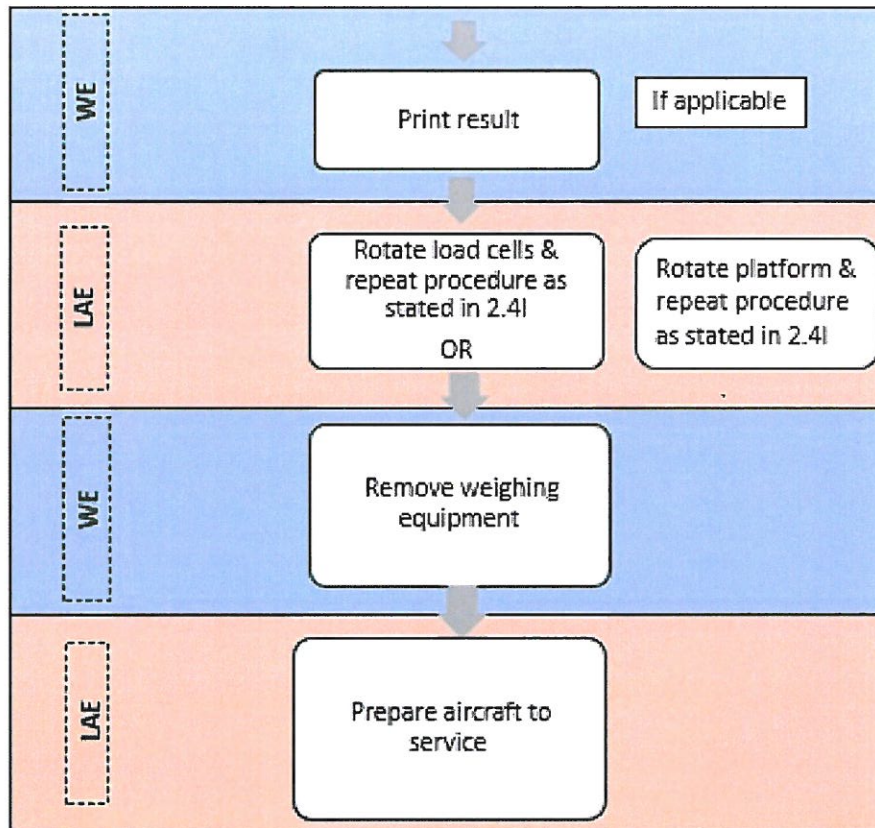 WE
Print result
If applicable
LAE
Rotate load cells &
repeat procedure as
stated in 2.4l
OR
Rotate platform &
repeat procedure
as stated in 2.4l
WE
Remove weighing
equipment
LAE
Prepare aircraft to
service